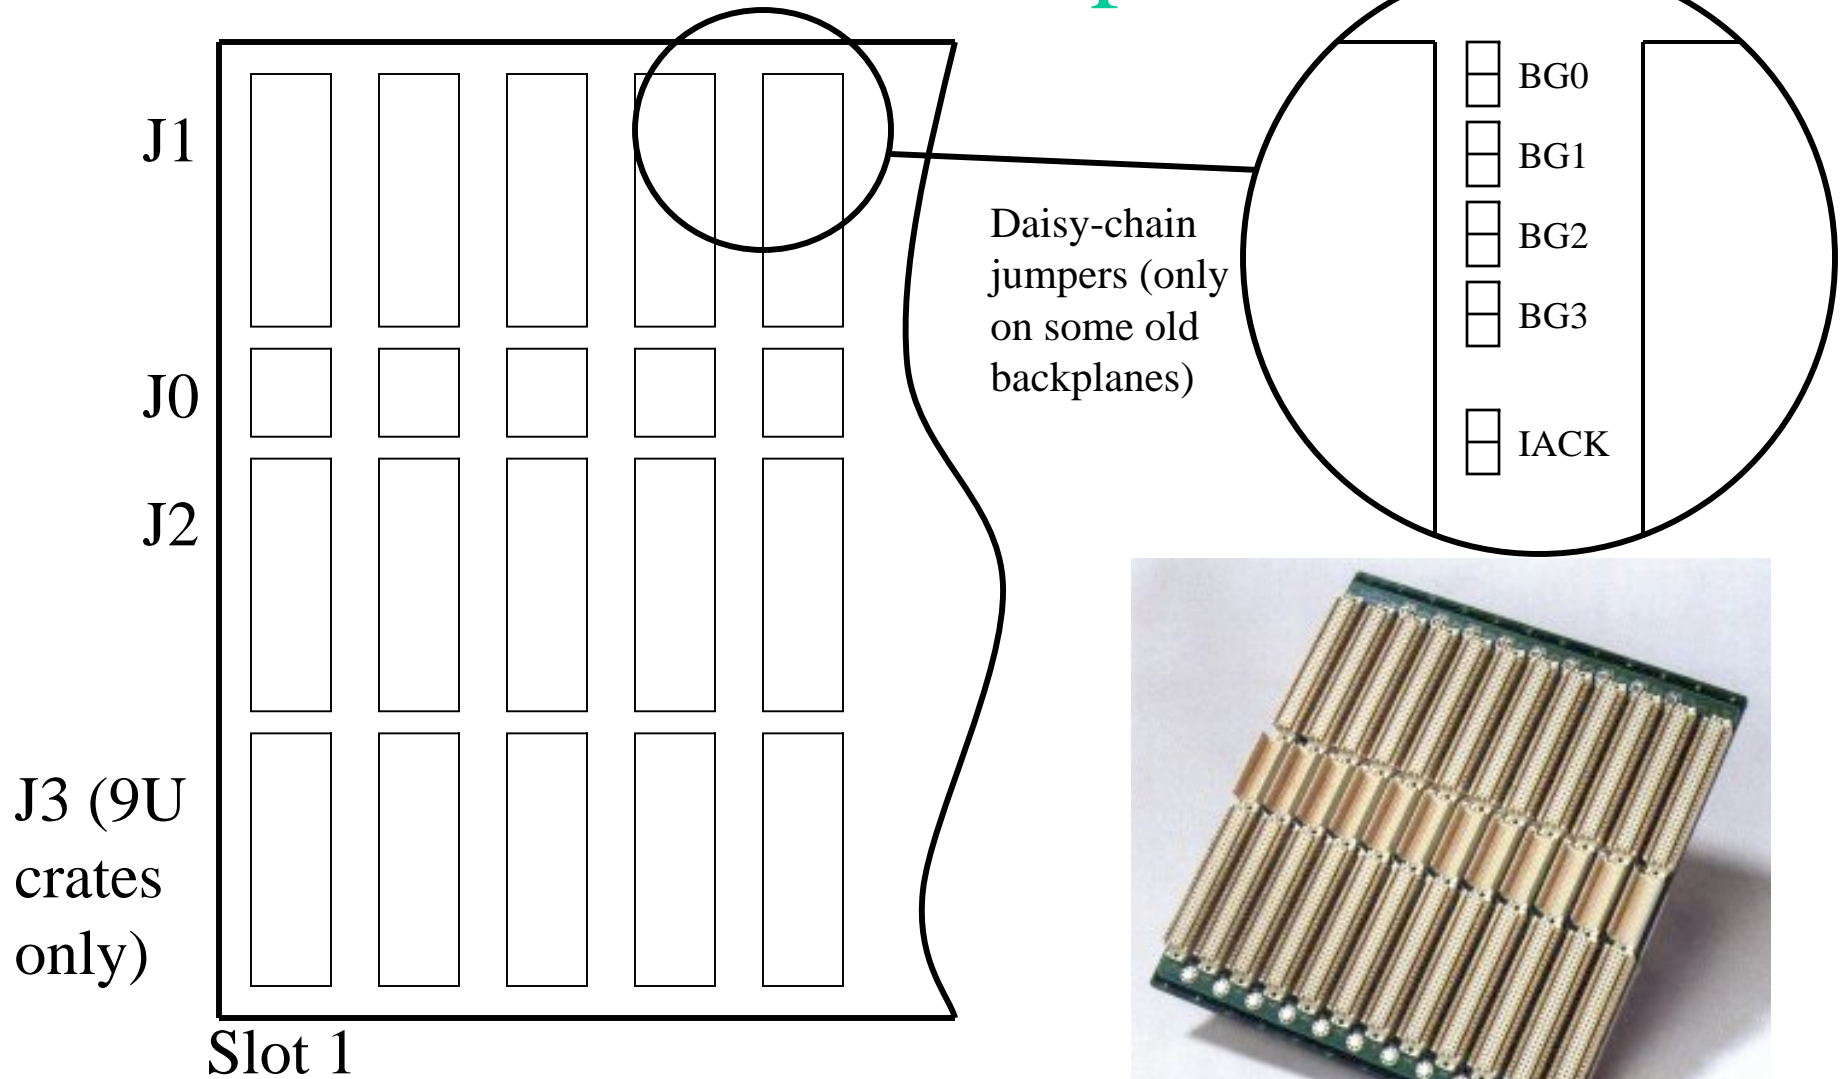 J1
J0
J2
J3 (9U
crates
only)
Slot 1
Daisy-chain
jumpers (only
on some old
backplanes)
BG0
BG1
BG2
BG3
IACK